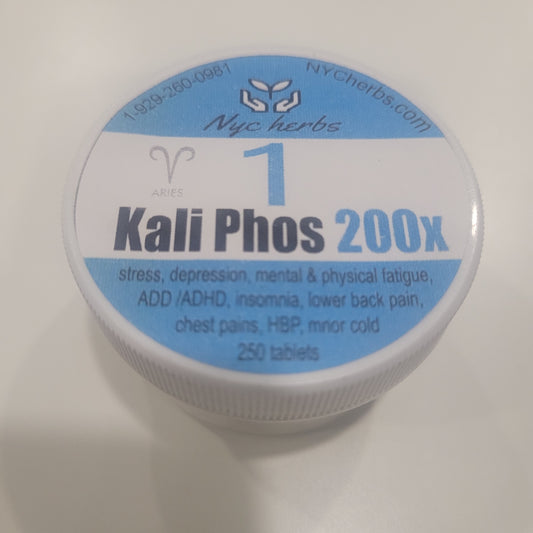 1-929-260-0981
NYCherbs.com
Nyc herbs
ARIES
1
Kali Phos 200x
stress, depression, mental & physical fatigue,
ADD /ADHD, insomnia, lower back pain,
chest pains, HBP, mnor cold
250 tablets